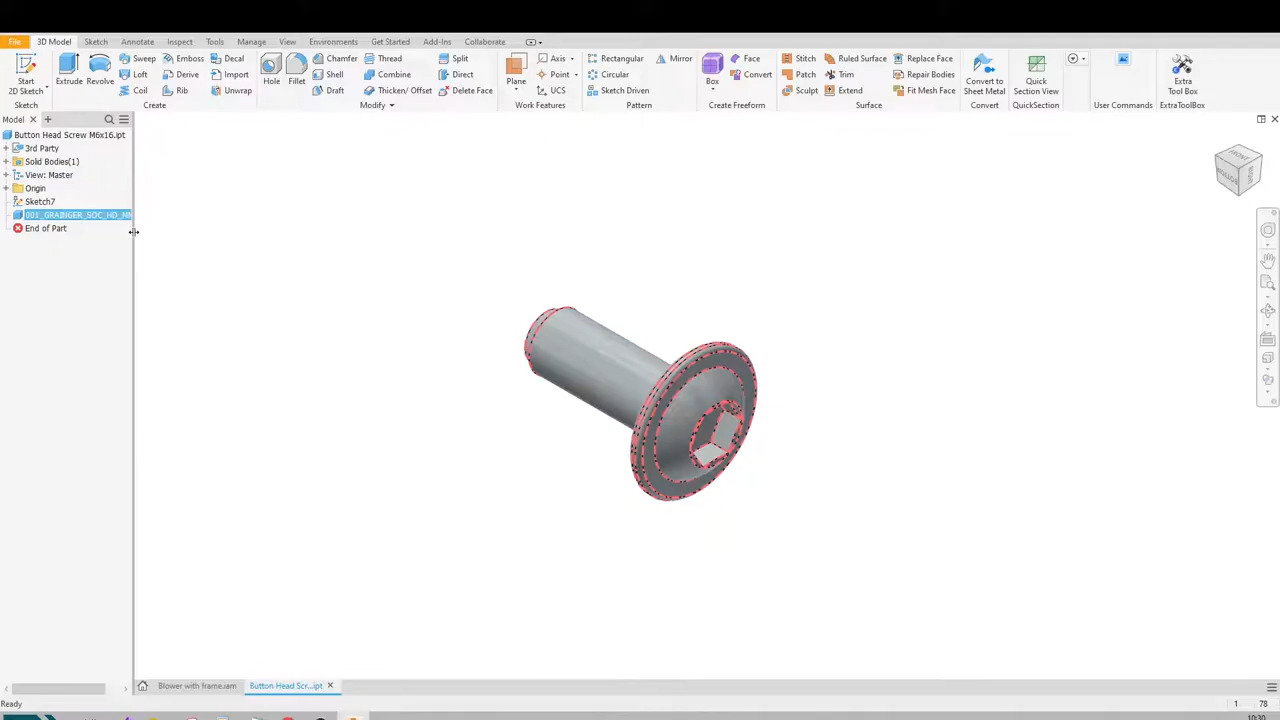 File 3D Model Sketch Annotate Inspect Tools Manage View Environments Get Started Add-Ins Collaborate
Start
2D Sketch
Extrude
Revolve
Sweep Emboss Decal
Loft Derive Import
Coil Rib Unwrap
Hole
Fillet
Chamfer Thread Split
Shell Combine Direct
Draft Thicken/ Offset Delete Face
Plane
Axis
Point
UCS
Rectangular Mirror
Circular
Sketch Driven
Box
Face
Convert
Stitch Ruled Surface Replace Face
Patch Trim Repair Bodies
Sculpt Extend Fit Mesh Face
Convert to
Sheet Metal
Quick
Section View
Extra
Tool Box
Sketch Create Modify Work Features Pattern Create Freeform Surface Convert QuickSection User Commands ExtraToolBox
Model
Button Head Screw M6x16.ipt
3rd Party
Solid Bodies(1)
View: Master
Origin
Sketch7
001_GRAINGER_SOC_HD_
End of Part
FRONT
RIGHT
BOTTOM
Blower with frame.iam Button Head Scr...ipt
Ready 1 78
10:30